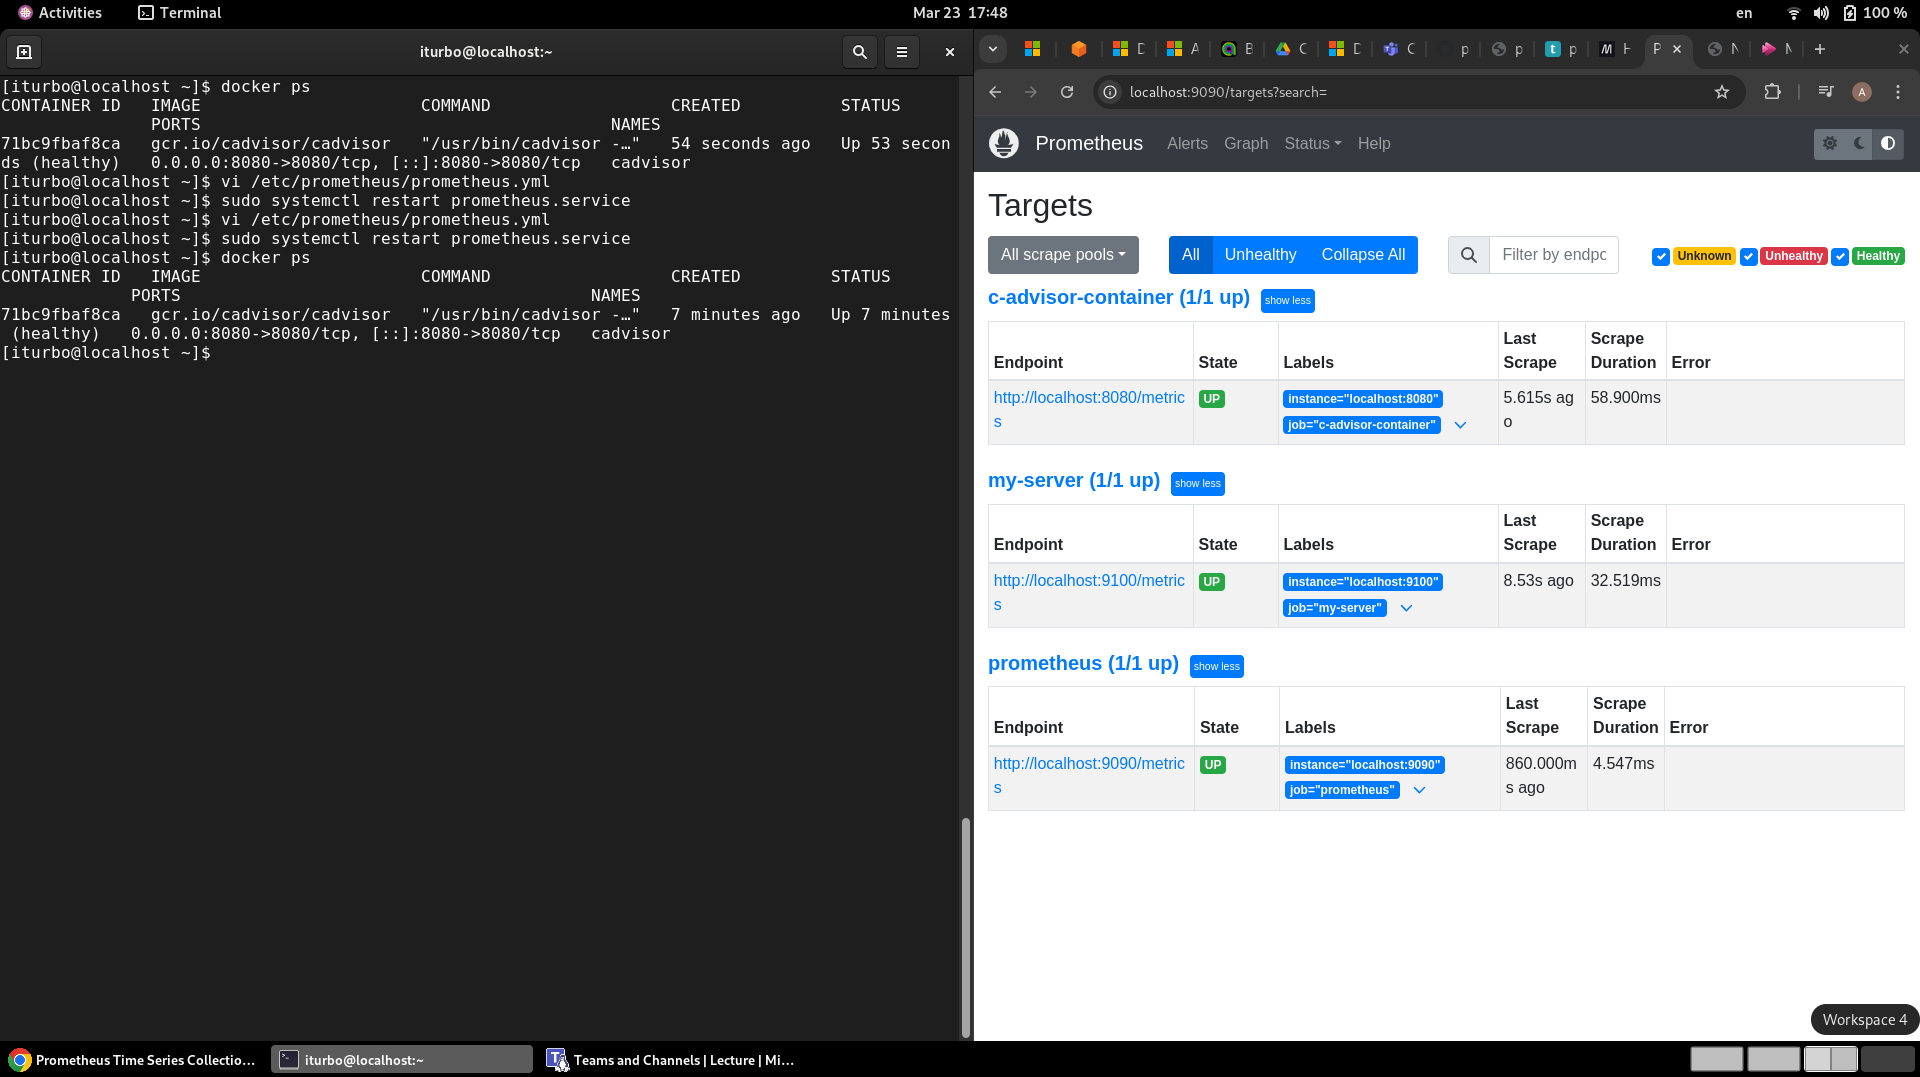 Activities
Terminal
Mar 23 17:48
en
100 %
iturbo@localhost:~
[iturbo@localhost ~]$ docker ps
CONTAINER ID   IMAGE                      COMMAND                  CREATED          STATUS
               PORTS                                         NAMES
71bc9fbaf8ca   gcr.io/cadvisor/cadvisor   "/usr/bin/cadvisor -…"   54 seconds ago   Up 53 secon
ds (healthy)   0.0.0.0:8080->8080/tcp, [::]:8080->8080/tcp   cadvisor
[iturbo@localhost ~]$ vi /etc/prometheus/prometheus.yml
[iturbo@localhost ~]$ sudo systemctl restart prometheus.service
[iturbo@localhost ~]$ vi /etc/prometheus/prometheus.yml
[iturbo@localhost ~]$ sudo systemctl restart prometheus.service
[iturbo@localhost ~]$ docker ps
CONTAINER ID   IMAGE                      COMMAND                  CREATED         STATUS
             PORTS                                         NAMES
71bc9fbaf8ca   gcr.io/cadvisor/cadvisor   "/usr/bin/cadvisor -…"   7 minutes ago   Up 7 minutes
 (healthy)   0.0.0.0:8080->8080/tcp, [::]:8080->8080/tcp   cadvisor
[iturbo@localhost ~]$
localhost:9090/targets?search=
A
Prometheus Alerts Graph Status Help
Targets
All scrape pools
All Unhealthy Collapse All
Filter by endpc
Unknown Unhealthy Healthy
c-advisor-container (1/1 up) show less
Endpoint State Labels Last Scrape Scrape Duration Error
http://localhost:8080/metric UP instance="localhost:8080" 5.615s ag 58.900ms
s job="c-advisor-container" o
my-server (1/1 up) show less
Endpoint State Labels Last Scrape Scrape Duration Error
http://localhost:9100/metric UP instance="localhost:9100" 8.53s ago 32.519ms
s job="my-server"
prometheus (1/1 up) show less
Endpoint State Labels Last Scrape Scrape Duration Error
http://localhost:9090/metric UP instance="localhost:9090" 860.000m 4.547ms
s job="prometheus" s ago
Workspace 4
Prometheus Time Series Collectio...
iturbo@localhost:~
Teams and Channels | Lecture | Mi...